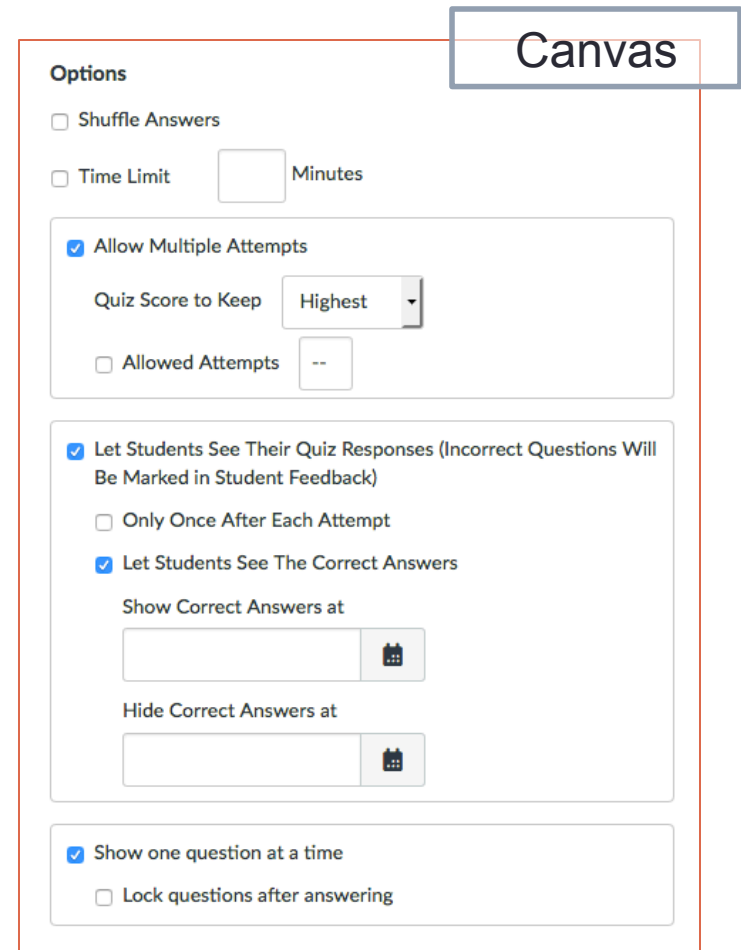 Canvas
Options
Shuffle Answers
Time Limit Minutes
Allow Multiple Attempts
Quiz Score to Keep Highest
Allowed Attempts --
Let Students See Their Quiz Responses (Incorrect Questions Will
Be Marked in Student Feedback)
Only Once After Each Attempt
Let Students See The Correct Answers
Show Correct Answers at
Hide Correct Answers at
Show one question at a time
Lock questions after answering